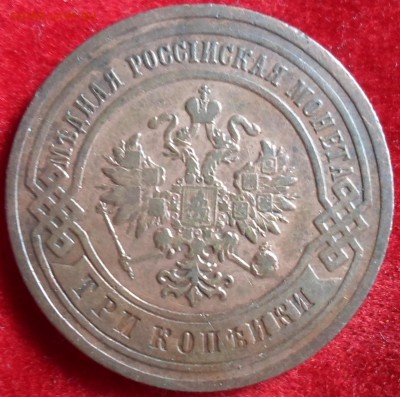 МѢДНАЯ РОССІЙСКАЯ МОНЕТА
ТРИ КОПѢЙКИ